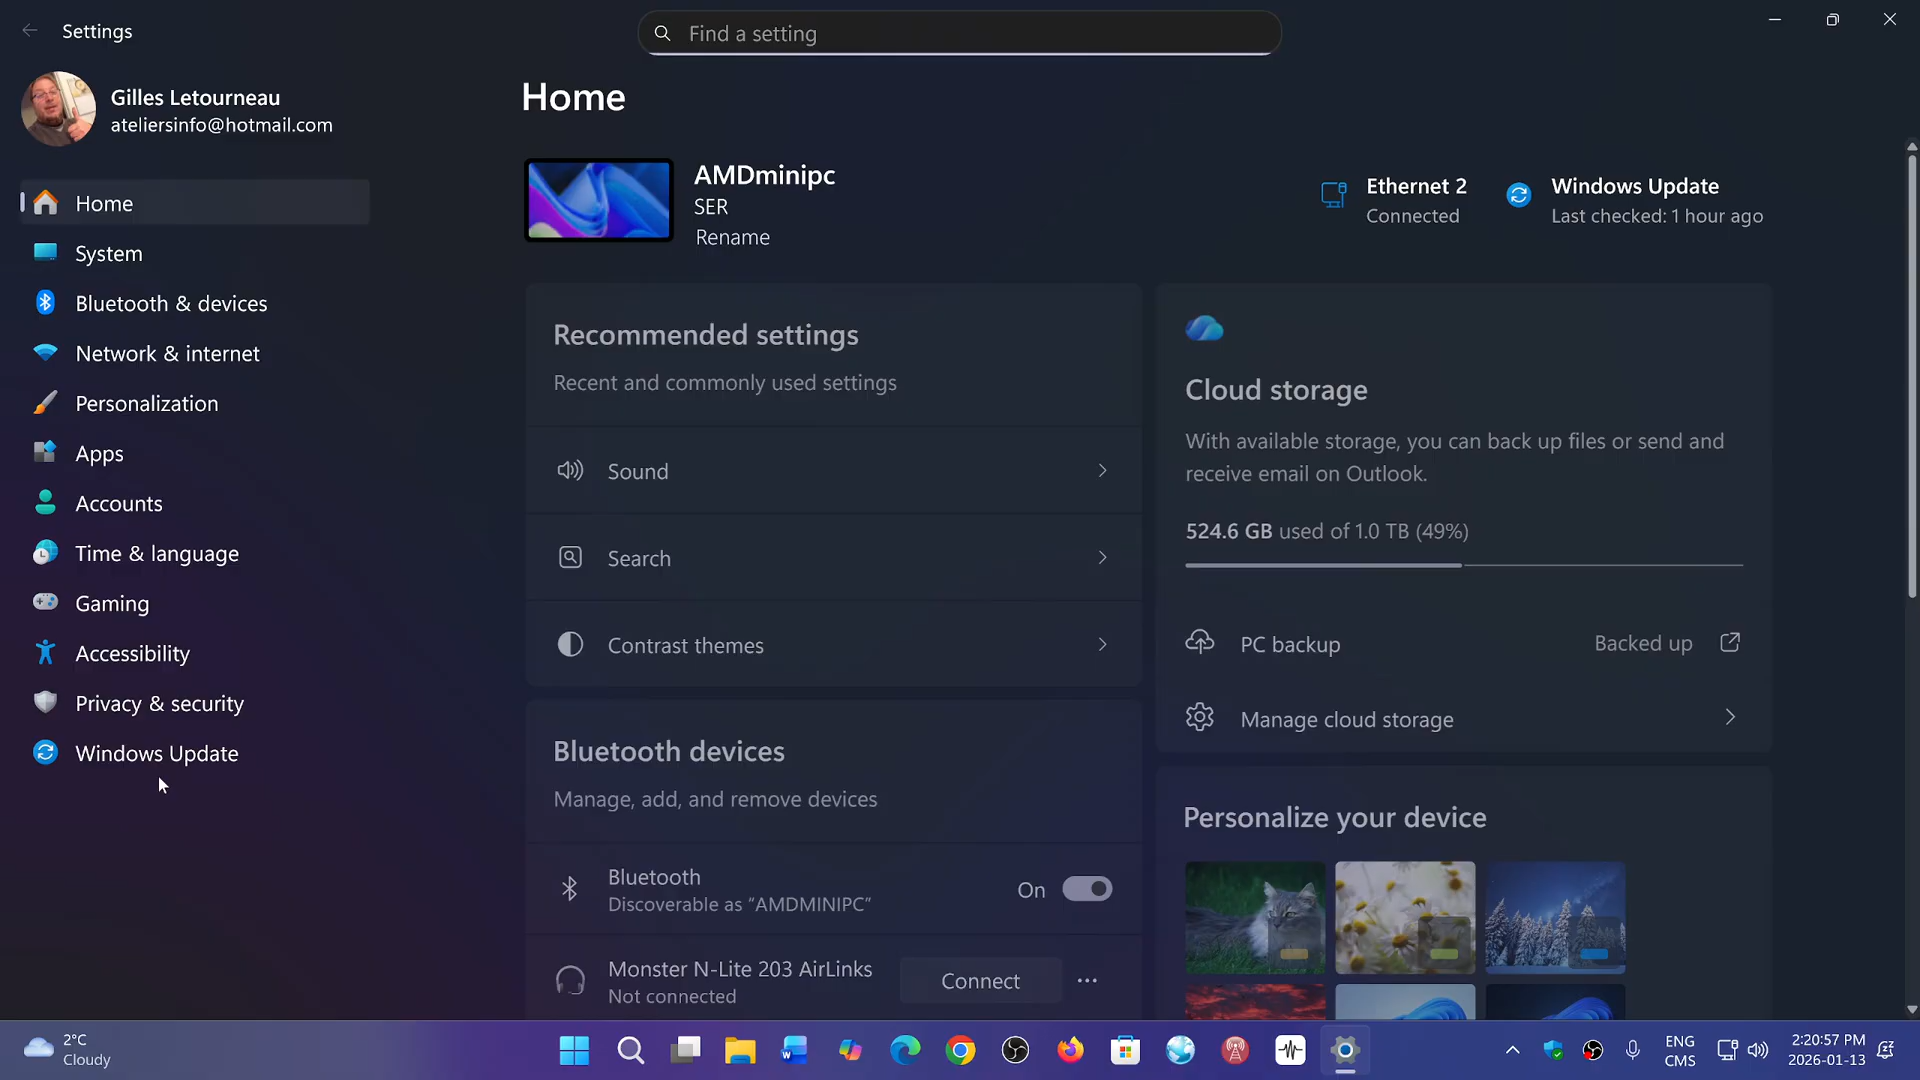 Settings
Find a setting
Gilles Letourneau
ateliersinfo@hotmail.com
Home
System
Bluetooth & devices
Network & internet
Personalization
Apps
Accounts
Time & language
Gaming
Accessibility
Privacy & security
Windows Update
Home
AMDminipc
SER
Rename
Ethernet 2
Connected
Windows Update
Last checked: 1 hour ago
Recommended settings
Recent and commonly used settings
Sound
Search
Contrast themes
Bluetooth devices
Manage, add, and remove devices
Bluetooth
Discoverable as “AMDMINIPC”
On
Monster N-Lite 203 AirLinks
Not connected
Connect
Cloud storage
With available storage, you can back up files or send and
receive email on Outlook.
524.6 GB used of 1.0 TB (49%)
PC backup
Backed up
Manage cloud storage
Personalize your device
2°C
Cloudy
ENG
CMS
2:20:57 PM
2026-01-13